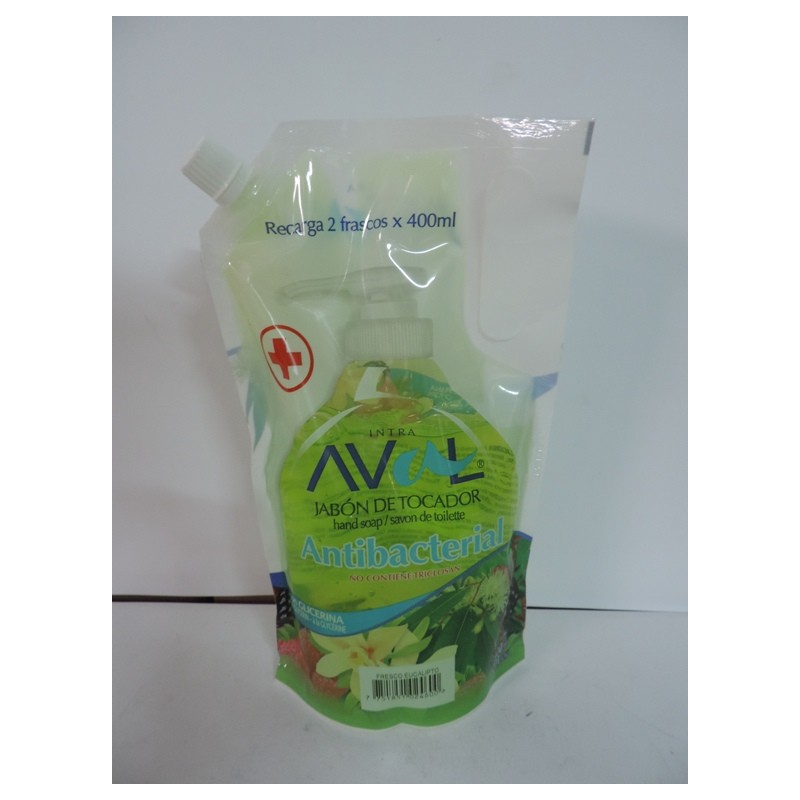 Recarga 2 frascos x 400ml
INTRA
AVAL®
JABÓN DE TOCADOR
hand soap / savon de toilette
Antibacterial
NO CONTIENE TRICLOSAN
GLICERINA
FRESCO EUCALIPTO